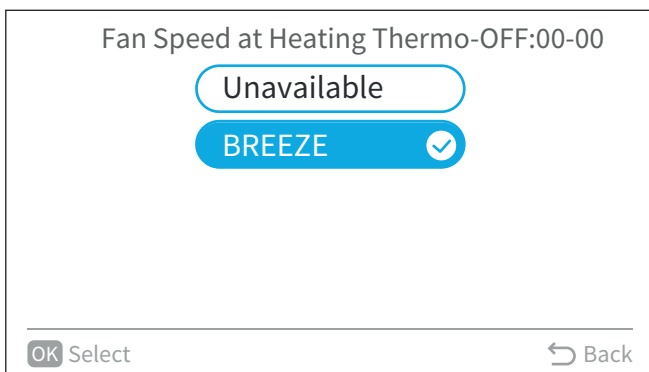 Fan Speed at Heating Thermo-OFF:00-00
Unavailable
BREEZE
OK Select
Back